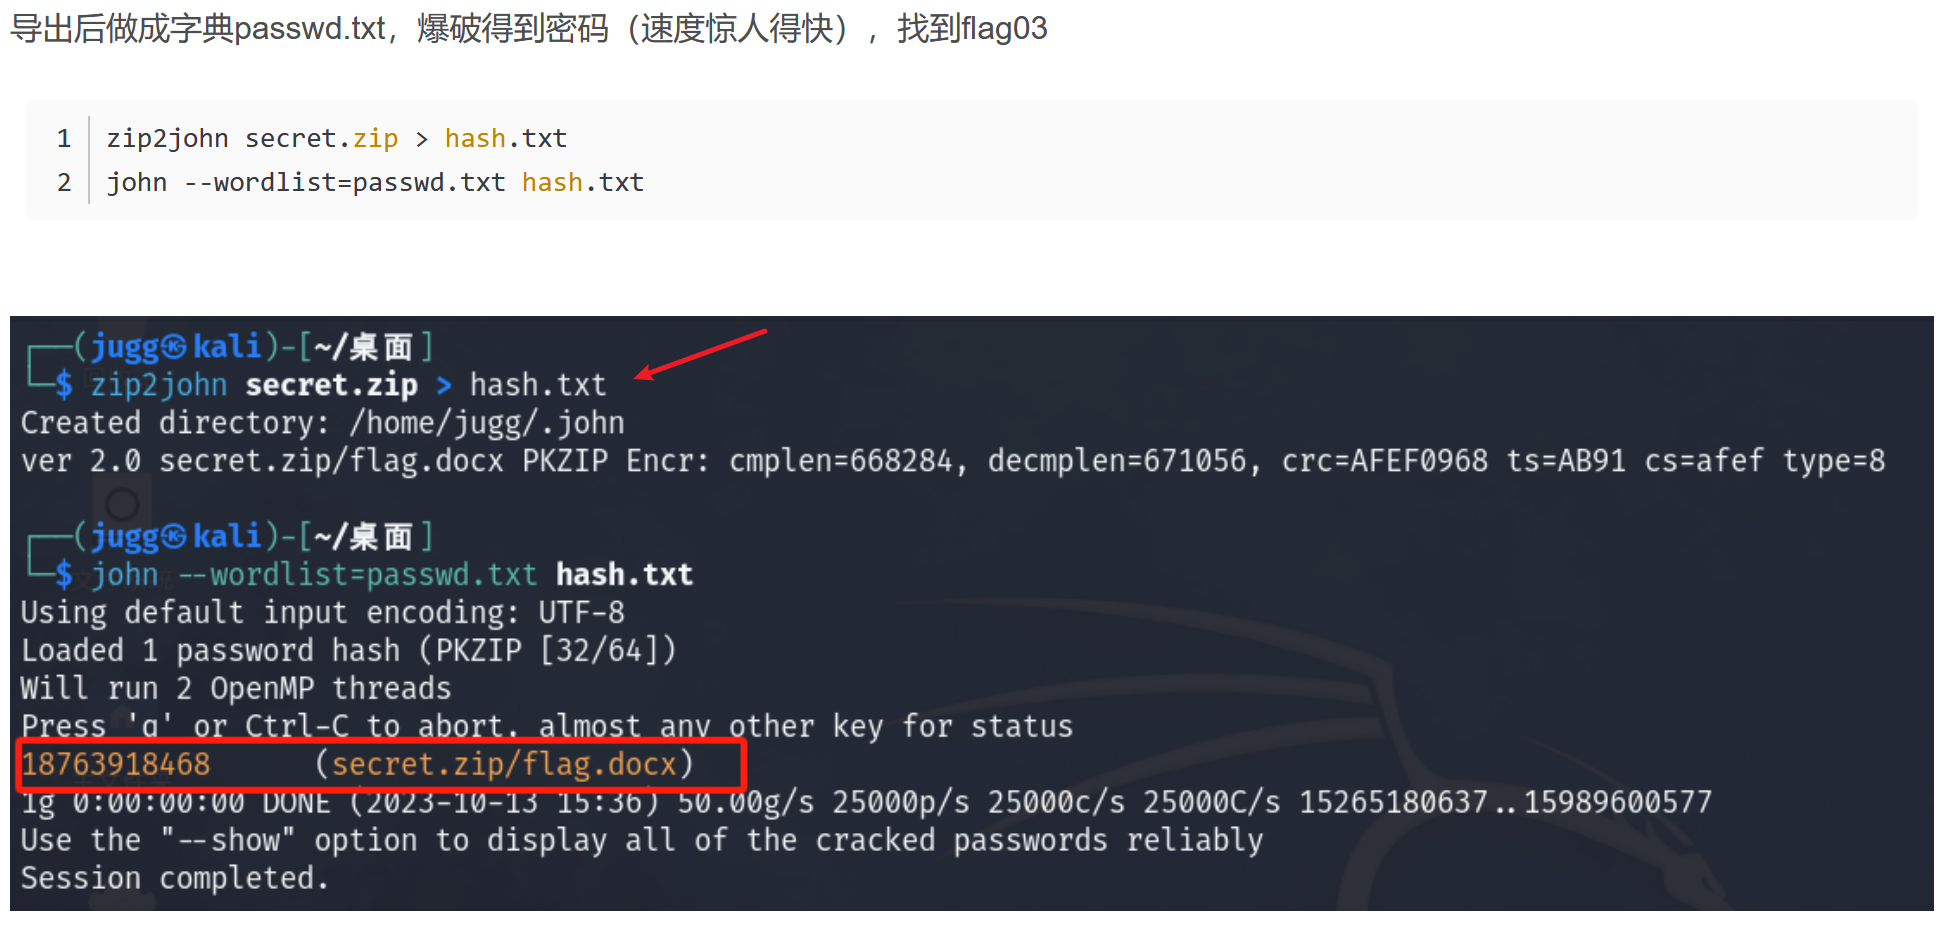 导出后做成字典passwd.txt，爆破得到密码（速度惊人得快），找到flag03
1 zip2john secret.zip > hash.txt
2 john --wordlist=passwd.txt hash.txt
┌──(jugg㉿kali)-[~/桌面]
└─$ zip2john secret.zip > hash.txt
Created directory: /home/jugg/.john
ver 2.0 secret.zip/flag.docx PKZIP Encr: cmplen=668284, decmplen=671056, crc=AFEF0968 ts=AB91 cs=afef type=8
┌──(jugg㉿kali)-[~/桌面]
└─$ john --wordlist=passwd.txt hash.txt
Using default input encoding: UTF-8
Loaded 1 password hash (PKZIP [32/64])
Will run 2 OpenMP threads
Press 'q' or Ctrl-C to abort, almost any other key for status
18763918468 (secret.zip/flag.docx)
1g 0:00:00:00 DONE (2023-10-13 15:36) 50.00g/s 25000p/s 25000c/s 25000C/s 15265180637..15989600577
Use the "--show" option to display all of the cracked passwords reliably
Session completed.